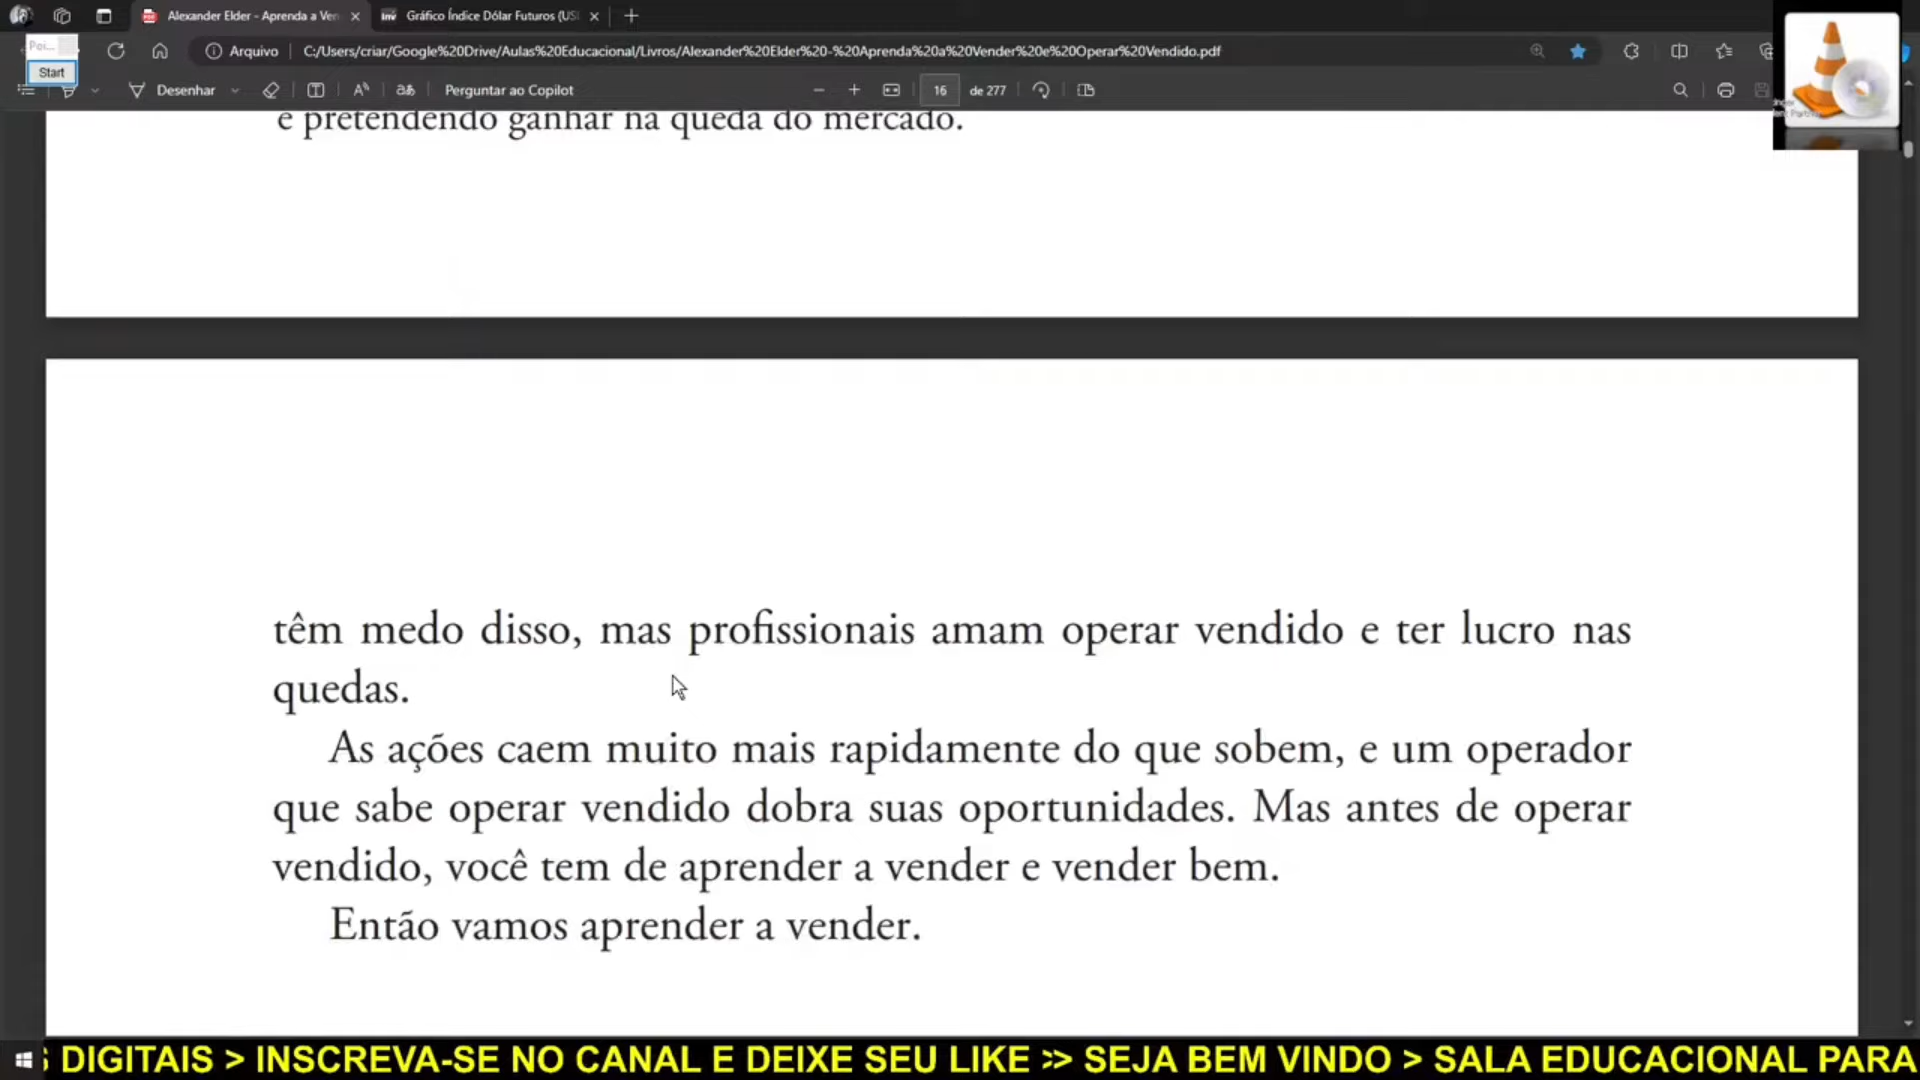 Alexander Elder - Aprenda a Ven
Gráfico Índice Dólar Futuros (US
Start
Arquivo
C:/Users/criar/Google%20Drive/Aulas%20Educacional/Livros/Alexander%20Elder%20-%20Aprenda%20a%20Vender%20e%20Operar%20Vendido.pdf
Desenhar
Perguntar ao Copilot
16 de 277
e pretendendo ganhar na queda do mercado.
têm medo disso, mas profissionais amam operar vendido e ter lucro nas
quedas.
As ações caem muito mais rapidamente do que sobem, e um operador
que sabe operar vendido dobra suas oportunidades. Mas antes de operar
vendido, você tem de aprender a vender e vender bem.
Então vamos aprender a vender.
DIGITAIS > INSCREVA-SE NO CANAL E DEIXE SEU LIKE >> SEJA BEM VINDO > SALA EDUCACIONAL PARA